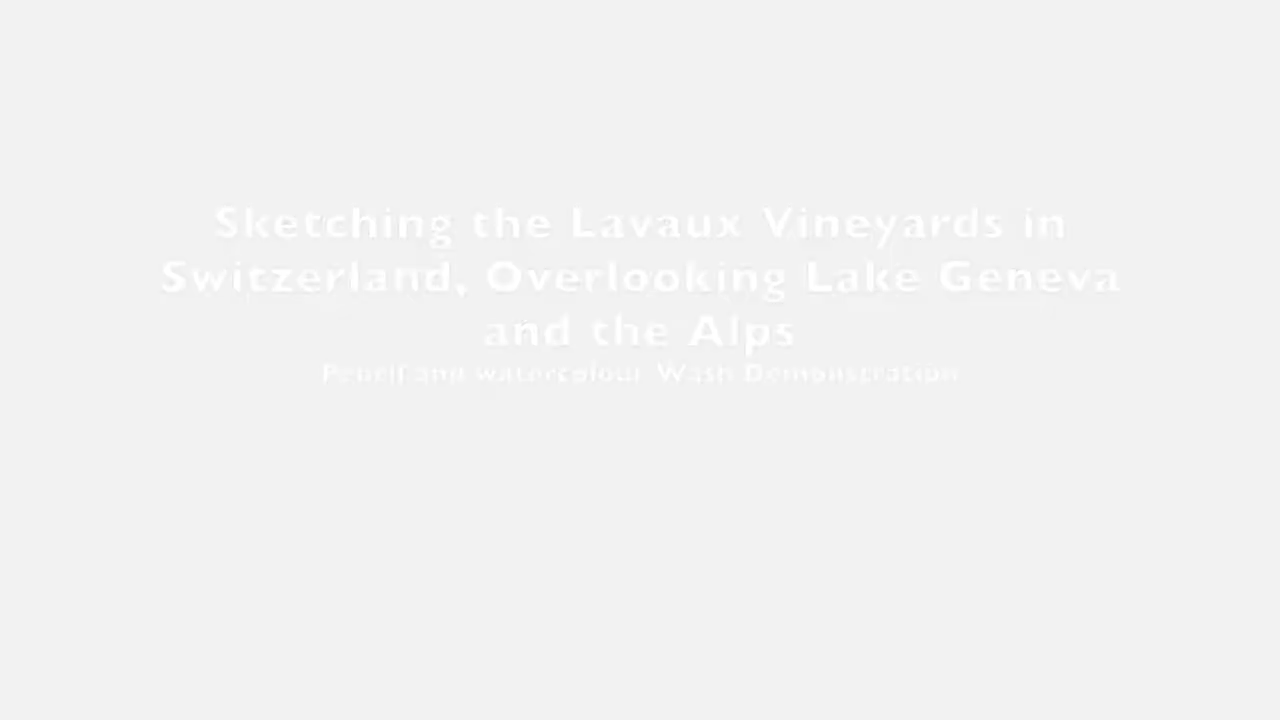 Sketching the Lavaux Vineyards in
Switzerland, Overlooking Lake Geneva
and the Alps
Pencil and watercolour Wash Demonstration